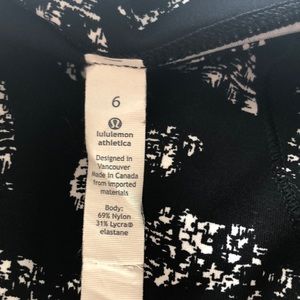 6
lululemon
athletica
Designed in
Vancouver
Made in Canada
from imported
materials
Body:
69% Nylon
31% Lycra®
elastane